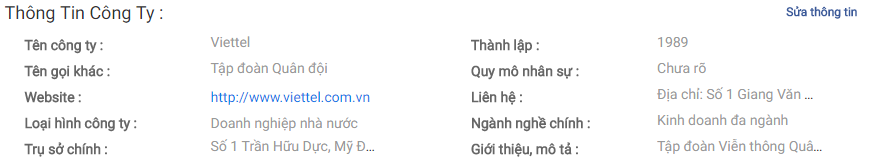 Thông Tin Công Ty :
Sửa thông tin
Tên công ty : Viettel
Thành lập : 1989
Tên gọi khác : Tập đoàn Quân đội
Quy mô nhân sự : Chưa rõ
Website : http://www.viettel.com.vn
Liên hệ : Địa chỉ: Số 1 Giang Văn ...
Loại hình công ty : Doanh nghiệp nhà nước
Ngành nghề chính : Kinh doanh đa ngành
Trụ sở chính : Số 1 Trần Hữu Dực, Mỹ Đ...
Giới thiệu, mô tả : Tập đoàn Viễn thông Quâ...